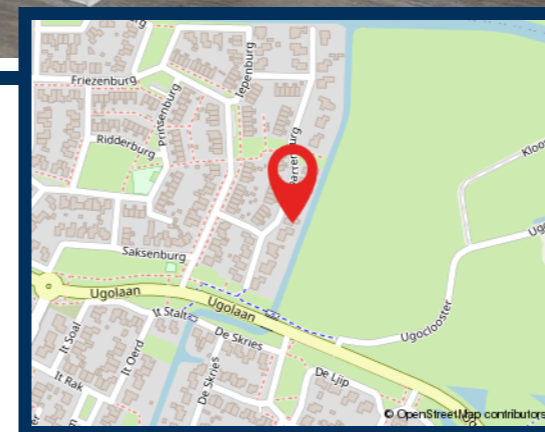 Friezenburg
Iepenburg
Prinsenburg
Ridderburg
Saksenburg
Ugolaan
Ugolaan
It Stalt
De Skries
It Soal
It Oerd
It Rak
De Skries
De Ljip
Ugoclooster
© OpenStreetMap contributors